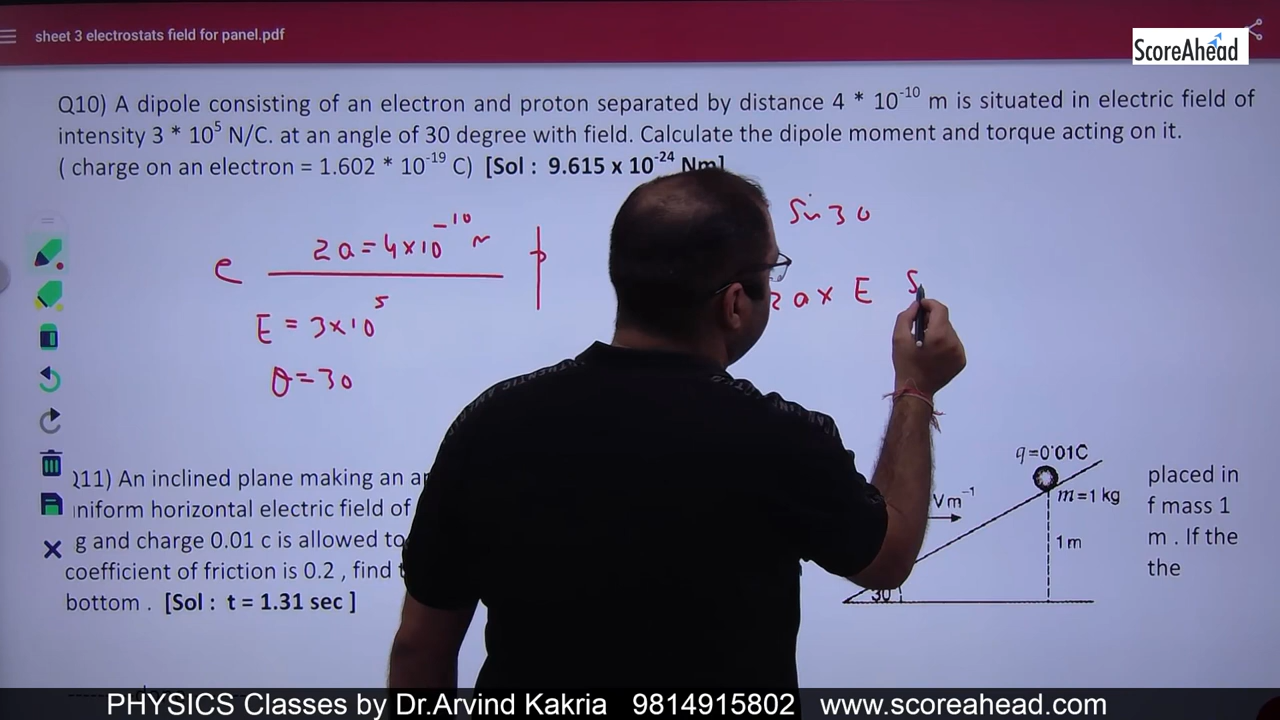 sheet 3 electrostats field for panel.pdf
ScoreAhead
Q10) A dipole consisting of an electron and proton separated by distance 4 * 10⁻¹⁰ m is situated in electric field of
intensity 3 * 10⁵ N/C. at an angle of 30 degree with field. Calculate the dipole moment and torque acting on it.
( charge on an electron = 1.602 * 10⁻¹⁹ C) [Sol : 9.615 x 10⁻²⁴ Nm]
Sin 30
e 2a = 4×10⁻¹⁰ m p
2a × E S
E = 3×10⁵
θ = 30
Q11) An inclined plane making an placed in
uniform horizontal electric field of Vm⁻¹ f mass 1
g and charge 0.01 c is allowed to m . If the
coefficient of friction is 0.2 , find the
bottom . [Sol : t = 1.31 sec ]
q=0·01C
m=1 kg
1m
30
PHYSICS Classes by Dr.Arvind Kakria 9814915802 www.scoreahead.com